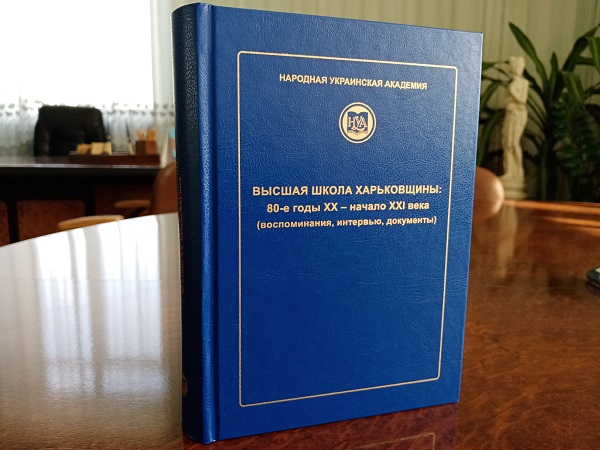 НАРОДНАЯ УКРАИНСКАЯ АКАДЕМИЯ
НУА
ВЫСШАЯ ШКОЛА ХАРЬКОВЩИНЫ:
80-е годы XX – начало XXI века
(воспоминания, интервью, документы)